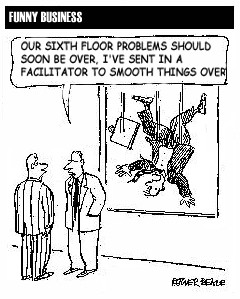 FUNNY BUSINESS
OUR SIXTH FLOOR PROBLEMS SHOULD
SOON BE OVER, I'VE SENT IN A
FACILITATOR TO SMOOTH THINGS OVER